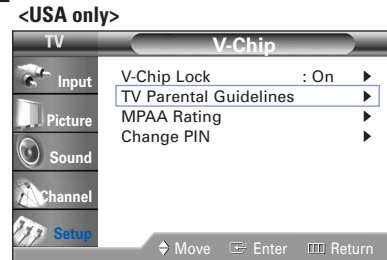 <USA only>
TV
V-Chip
Input
Picture
Sound
Channel
Setup
V-Chip Lock : On
TV Parental Guidelines
MPAA Rating
Change PIN
Move Enter Return